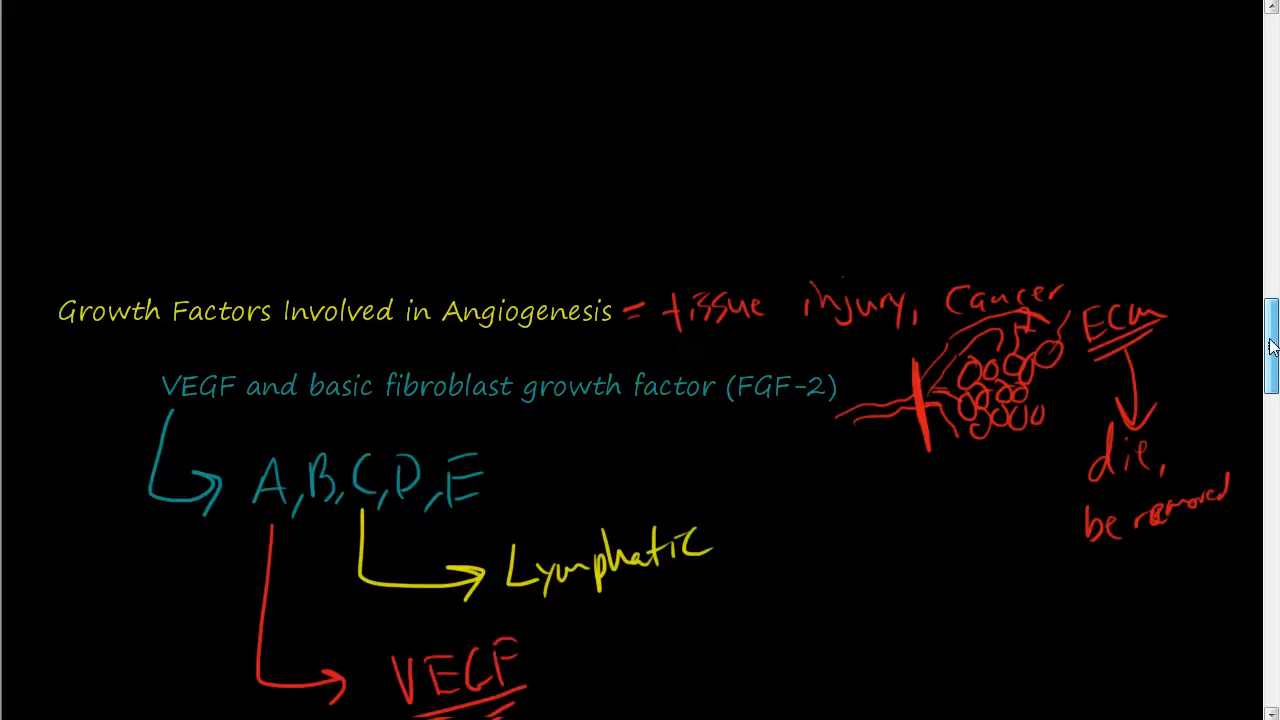 Growth Factors Involved in Angiogenesis = tissue injury, Cancer
ECM
VEGF and basic fibroblast growth factor (FGF-2)
die,
be removed
A, B, C, D, E
Lymphatic
VEGF